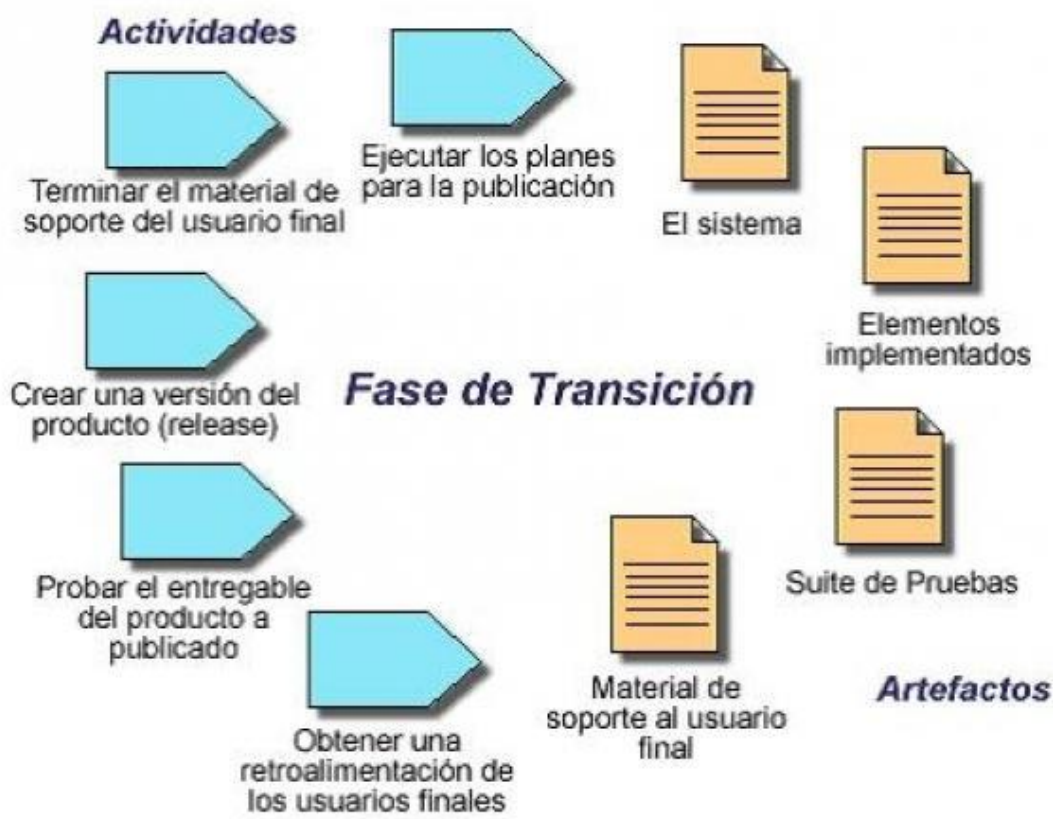 Actividades
Terminar el material de
soporte del usuario final
Ejecutar los planes
para la publicación
El sistema
Elementos
implementados
Crear una versión del
producto (release)
Fase de Transición
Probar el entregable
del producto a
publicado
Suite de Pruebas
Obtener una
retroalimentación de
los usuarios finales
Material de
soporte al usuario
final
Artefactos